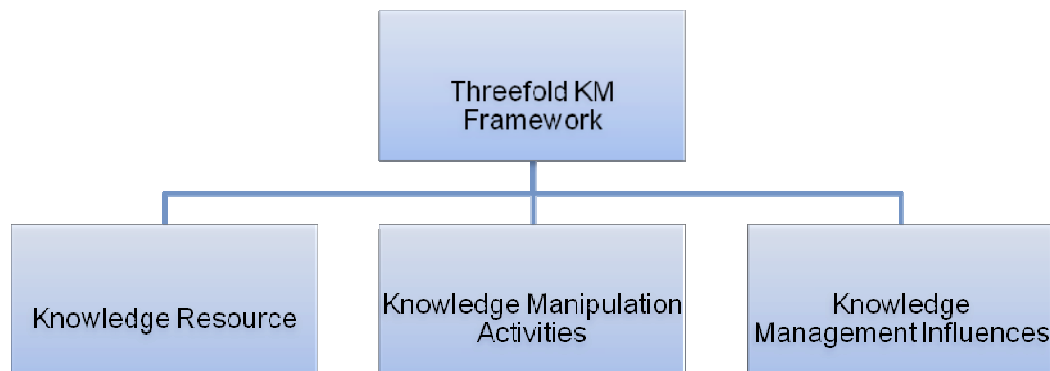 Threefold KM
Framework
Knowledge Resource
Knowledge Manipulation
Activities
Knowledge
Management Influences